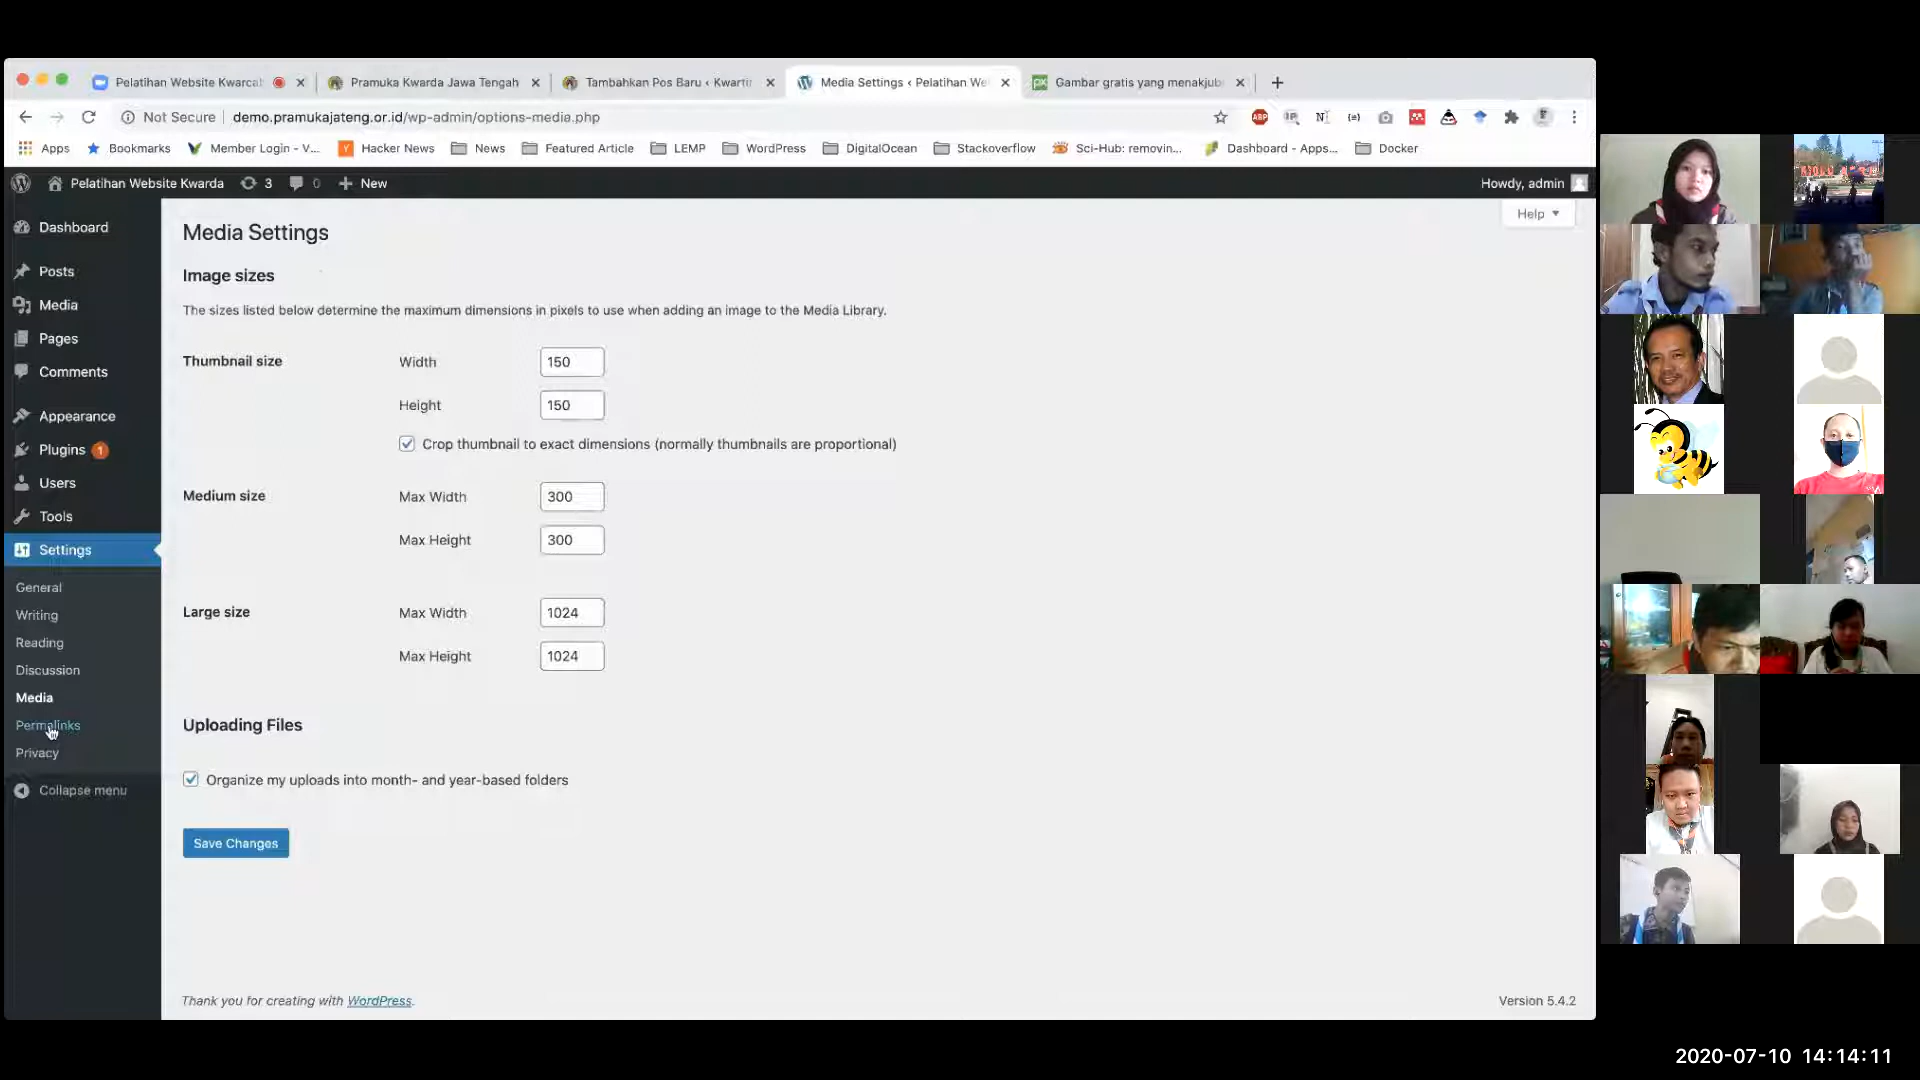 Pelatihan Website Kwarca
Pramuka Kwarda Jawa Tengah
Tambahkan Pos Baru ‹ Kwartir
Media Settings ‹ Pelatihan We
Gambar gratis yang menakjub
Not Secure
demo.pramukajateng.or.id/wp-admin/options-media.php
ABP
Apps
Bookmarks
Member Login - V...
Hacker News
News
Featured Article
LEMP
WordPress
DigitalOcean
Stackoverflow
Sci-Hub: removin...
Dashboard - Apps...
Docker
Pelatihan Website Kwarda
3
0
New
Howdy, admin
Dashboard
Posts
Media
Pages
Comments
Appearance
Plugins 1
Users
Tools
Settings
General
Writing
Reading
Discussion
Media
Permalinks
Privacy
Collapse menu
Help
Media Settings
Image sizes
The sizes listed below determine the maximum dimensions in pixels to use when adding an image to the Media Library.
Thumbnail size
Width 150
Height 150
Crop thumbnail to exact dimensions (normally thumbnails are proportional)
Medium size
Max Width 300
Max Height 300
Large size
Max Width 1024
Max Height 1024
Uploading Files
Organize my uploads into month- and year-based folders
Save Changes
Thank you for creating with WordPress.
Version 5.4.2
2020-07-10 14:14:11